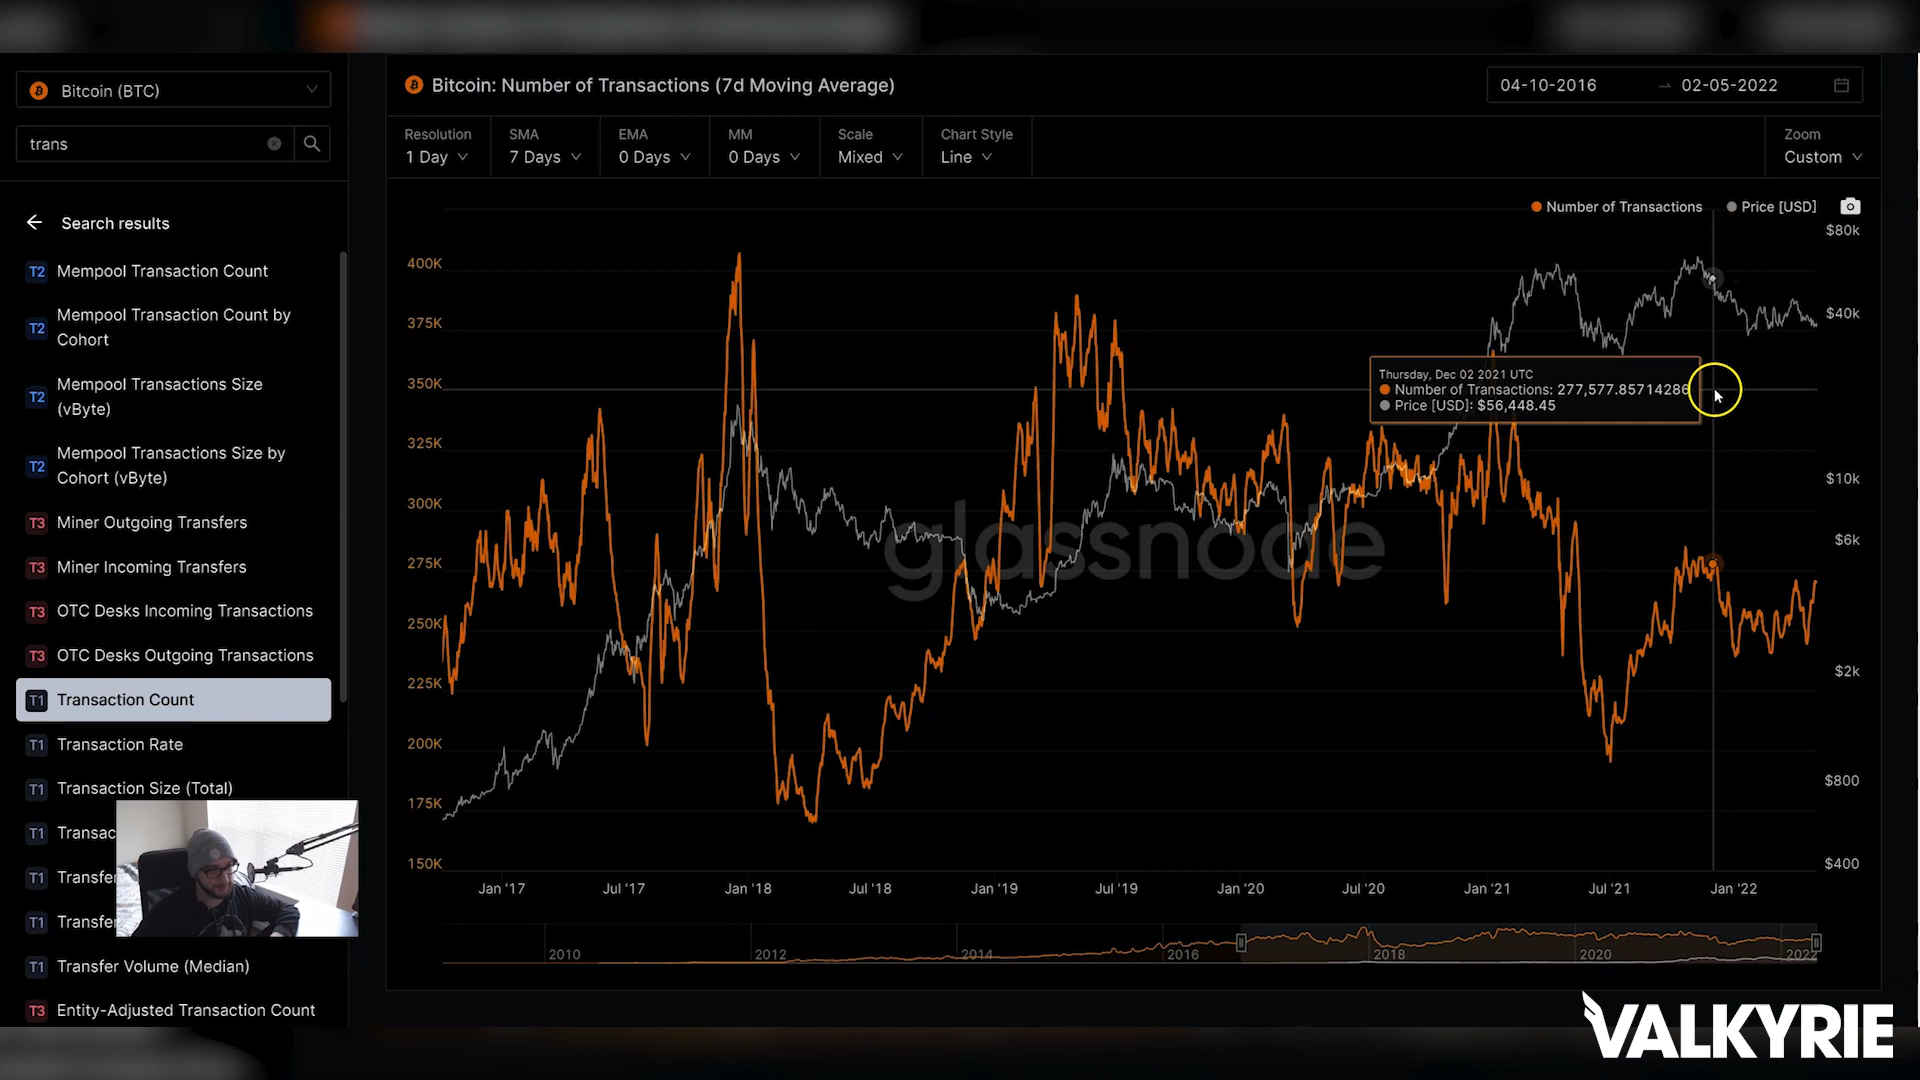 Bitcoin (BTC)
trans
Search results
T2 Mempool Transaction Count
T2 Mempool Transaction Count by
Cohort
T2 Mempool Transactions Size
(vByte)
T2 Mempool Transactions Size by
Cohort (vByte)
T3 Miner Outgoing Transfers
T3 Miner Incoming Transfers
T3 OTC Desks Incoming Transactions
T3 OTC Desks Outgoing Transactions
T1 Transaction Count
T1 Transaction Rate
T1 Transaction Size (Total)
T1 Transac
T1 Transfe
T1 Transfe
T1 Transfer Volume (Median)
T3 Entity-Adjusted Transaction Count
Bitcoin: Number of Transactions (7d Moving Average)
04-10-2016 → 02-05-2022
Resolution SMA EMA MM Scale Chart Style Zoom
1 Day 7 Days 0 Days 0 Days Mixed Line Custom
Number of Transactions Price [USD]
400K
375K
350K
325K
300K
275K
250K
225K
200K
175K
150K
$80k
$40k
$10k
$6k
$2k
$800
$400
Thursday, Dec 02 2021 UTC
Number of Transactions: 277,577.85714286
Price [USD]: $56,448.45
glassnode
Jan '17 Jul '17 Jan '18 Jul '18 Jan '19 Jul '19 Jan '20 Jul '20 Jan '21 Jul '21 Jan '22
2010 2012 2014 2016 2018 2020 2022
VALKYRIE